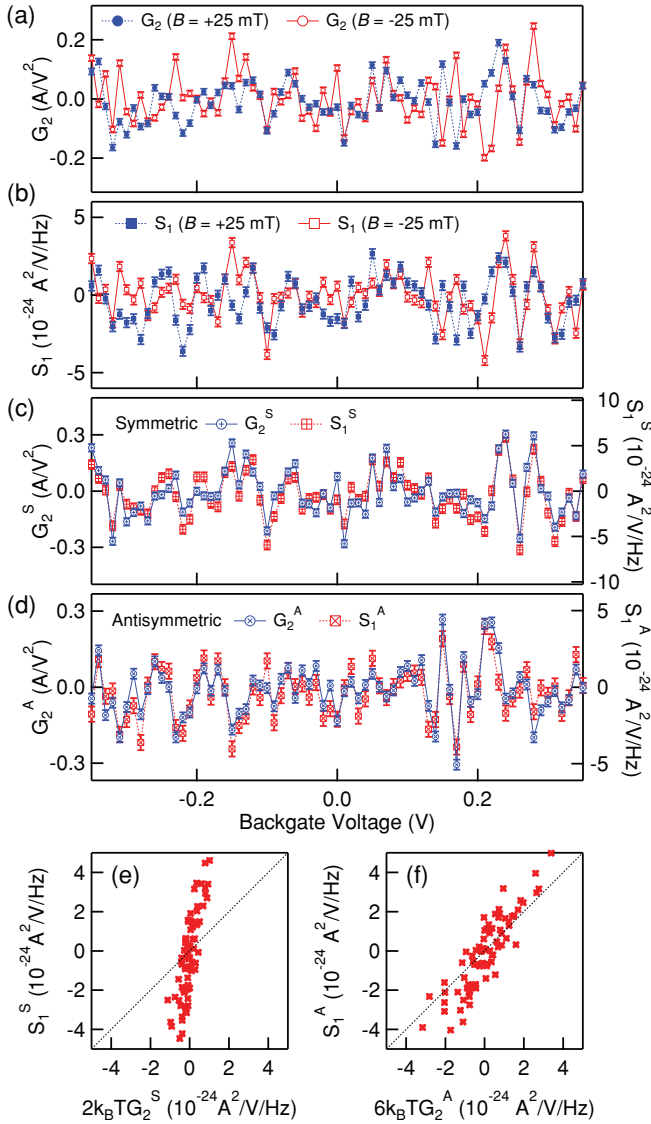 (a)
G₂ (B = +25 mT) G₂ (B = -25 mT)
0.2
0.0
-0.2
G₂ (A/V²)
(b)
S₁ (B = +25 mT) S₁ (B = -25 mT)
5
0
-5
S₁ (10⁻²⁴ A²/V/Hz)
(c)
Symmetric G₂ˢ S₁ˢ
0.3
0.0
-0.3
G₂ˢ (A/V²)
10
5
0
-5
-10
S₁ˢ (10⁻²⁴ A²/V/Hz)
(d)
Antisymmetric G₂ᴬ S₁ᴬ
0.3
0.0
-0.3
G₂ᴬ (A/V²)
5
0
-5
S₁ᴬ (10⁻²⁴ A²/V/Hz)
-0.2 0.0 0.2
Backgate Voltage (V)
(e)
4
2
0
-2
-4
S₁ˢ (10⁻²⁴ A²/V/Hz)
-4 -2 0 2 4
2k_BTG₂ˢ (10⁻²⁴ A²/V/Hz)
(f)
4
2
0
-2
-4
S₁ᴬ (10⁻²⁴ A²/V/Hz)
-4 -2 0 2 4
6k_BTG₂ᴬ (10⁻²⁴ A²/V/Hz)